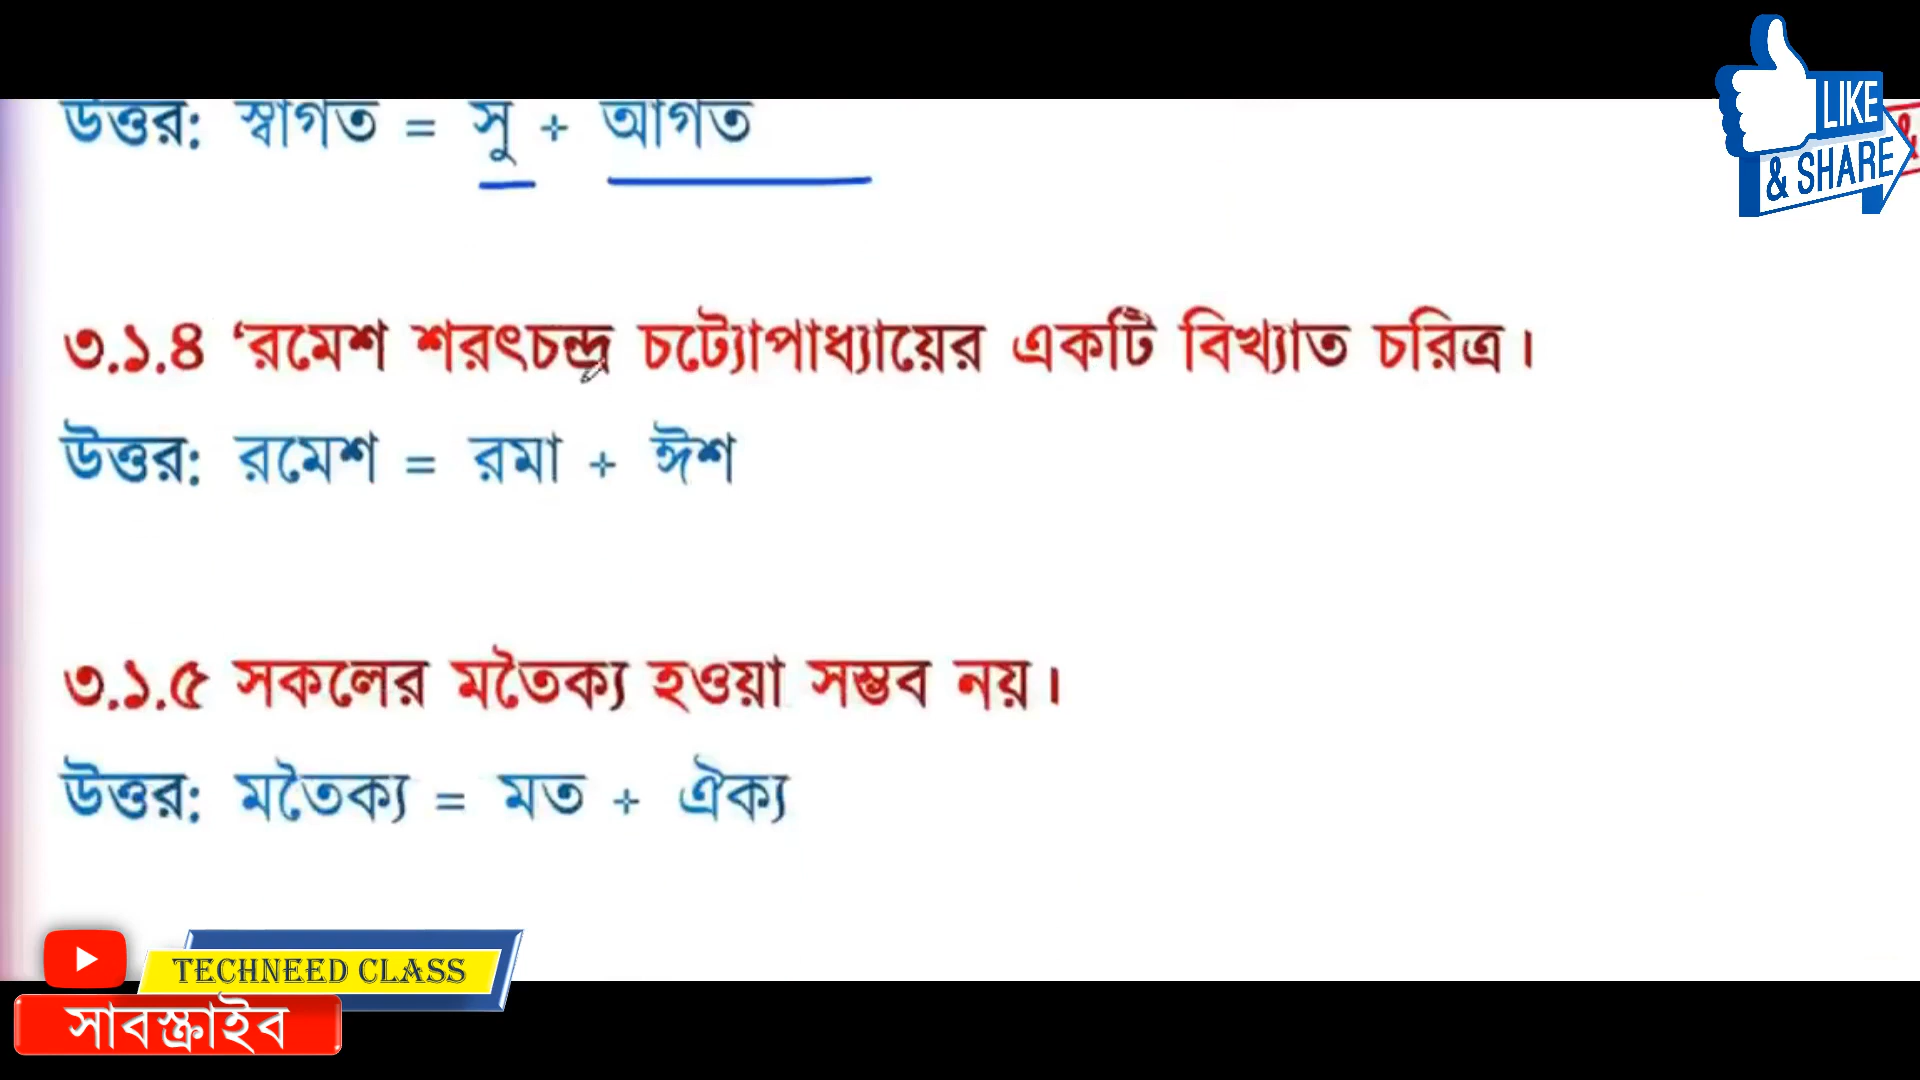 উত্তর: স্বাগত = সু + আগত
৩.১.৪ ‘রমেশ শরৎচন্দ্র চট্যোপাধ্যায়ের একটি বিখ্যাত চরিত্র।
উত্তর: রমেশ = রমা + ঈশ
৩.১.৫ সকলের মতৈক্য হওয়া সম্ভব নয়।
উত্তর: মতৈক্য = মত + ঐক্য
LIKE
& SHARE
&
TECHNEED CLASS
সাবস্ক্রাইব